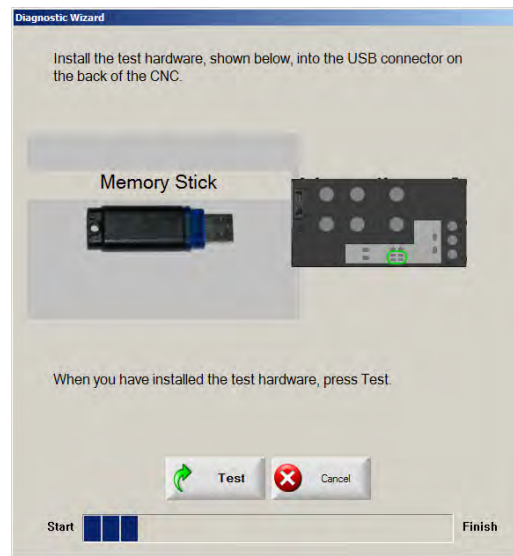 Diagnostic Wizard
Install the test hardware, shown below, into the USB connector on
the back of the CNC.
Memory Stick
When you have installed the test hardware, press Test.
Test
Cancel
Start
Finish